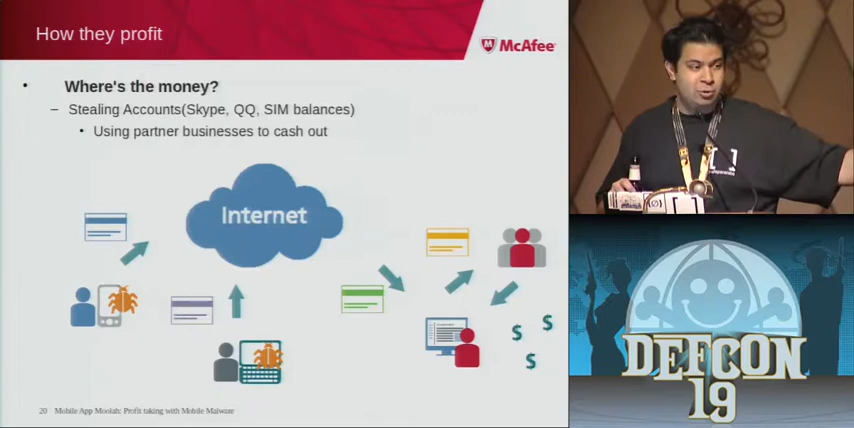 How they profit
McAfee
Where's the money?
Stealing Accounts(Skype, QQ, SIM balances)
Using partner businesses to cash out
Internet
$
$
$
20 Mobile App Moolah: Profit taking with Mobile Malware
DEFCON
19